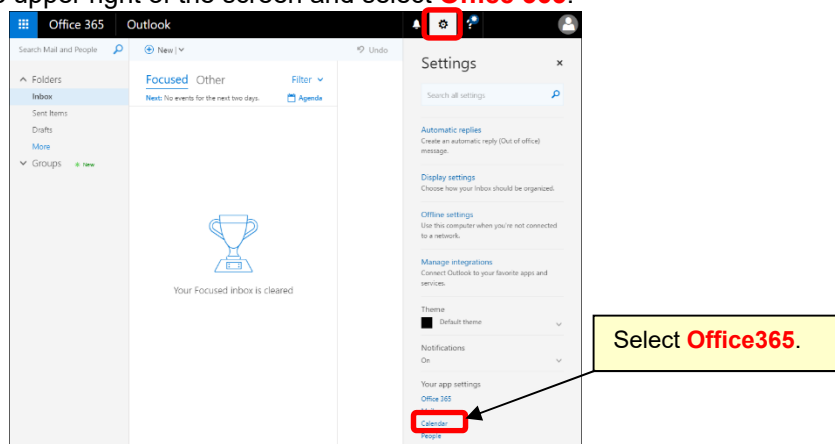 upper right of the screen and select Office 365.
Office 365 Outlook
Search Mail and People New Undo
Settings
Folders
Inbox
Sent Items
Drafts
More
Groups + New
Focused Other Filter
Next: No events for the next two days. Agenda
Your Focused inbox is cleared
Search all settings
Automatic replies
Create an automatic reply (Out of office)
message.
Display settings
Choose how your Inbox should be organized.
Offline settings
Use this computer when you're not connected
to a network.
Manage integrations
Connect Outlook to your favorite apps and
services.
Theme
Default theme
Notifications
On
Your app settings
Office 365
Calendar
People
Select Office365.